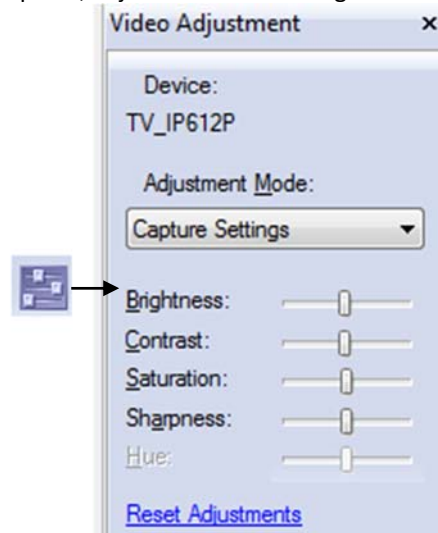 Video Adjustment x
Device:
TV_IP612P
Adjustment Mode:
Capture Settings
Brightness:
Contrast:
Saturation:
Sharpness:
Hue:
Reset Adjustments